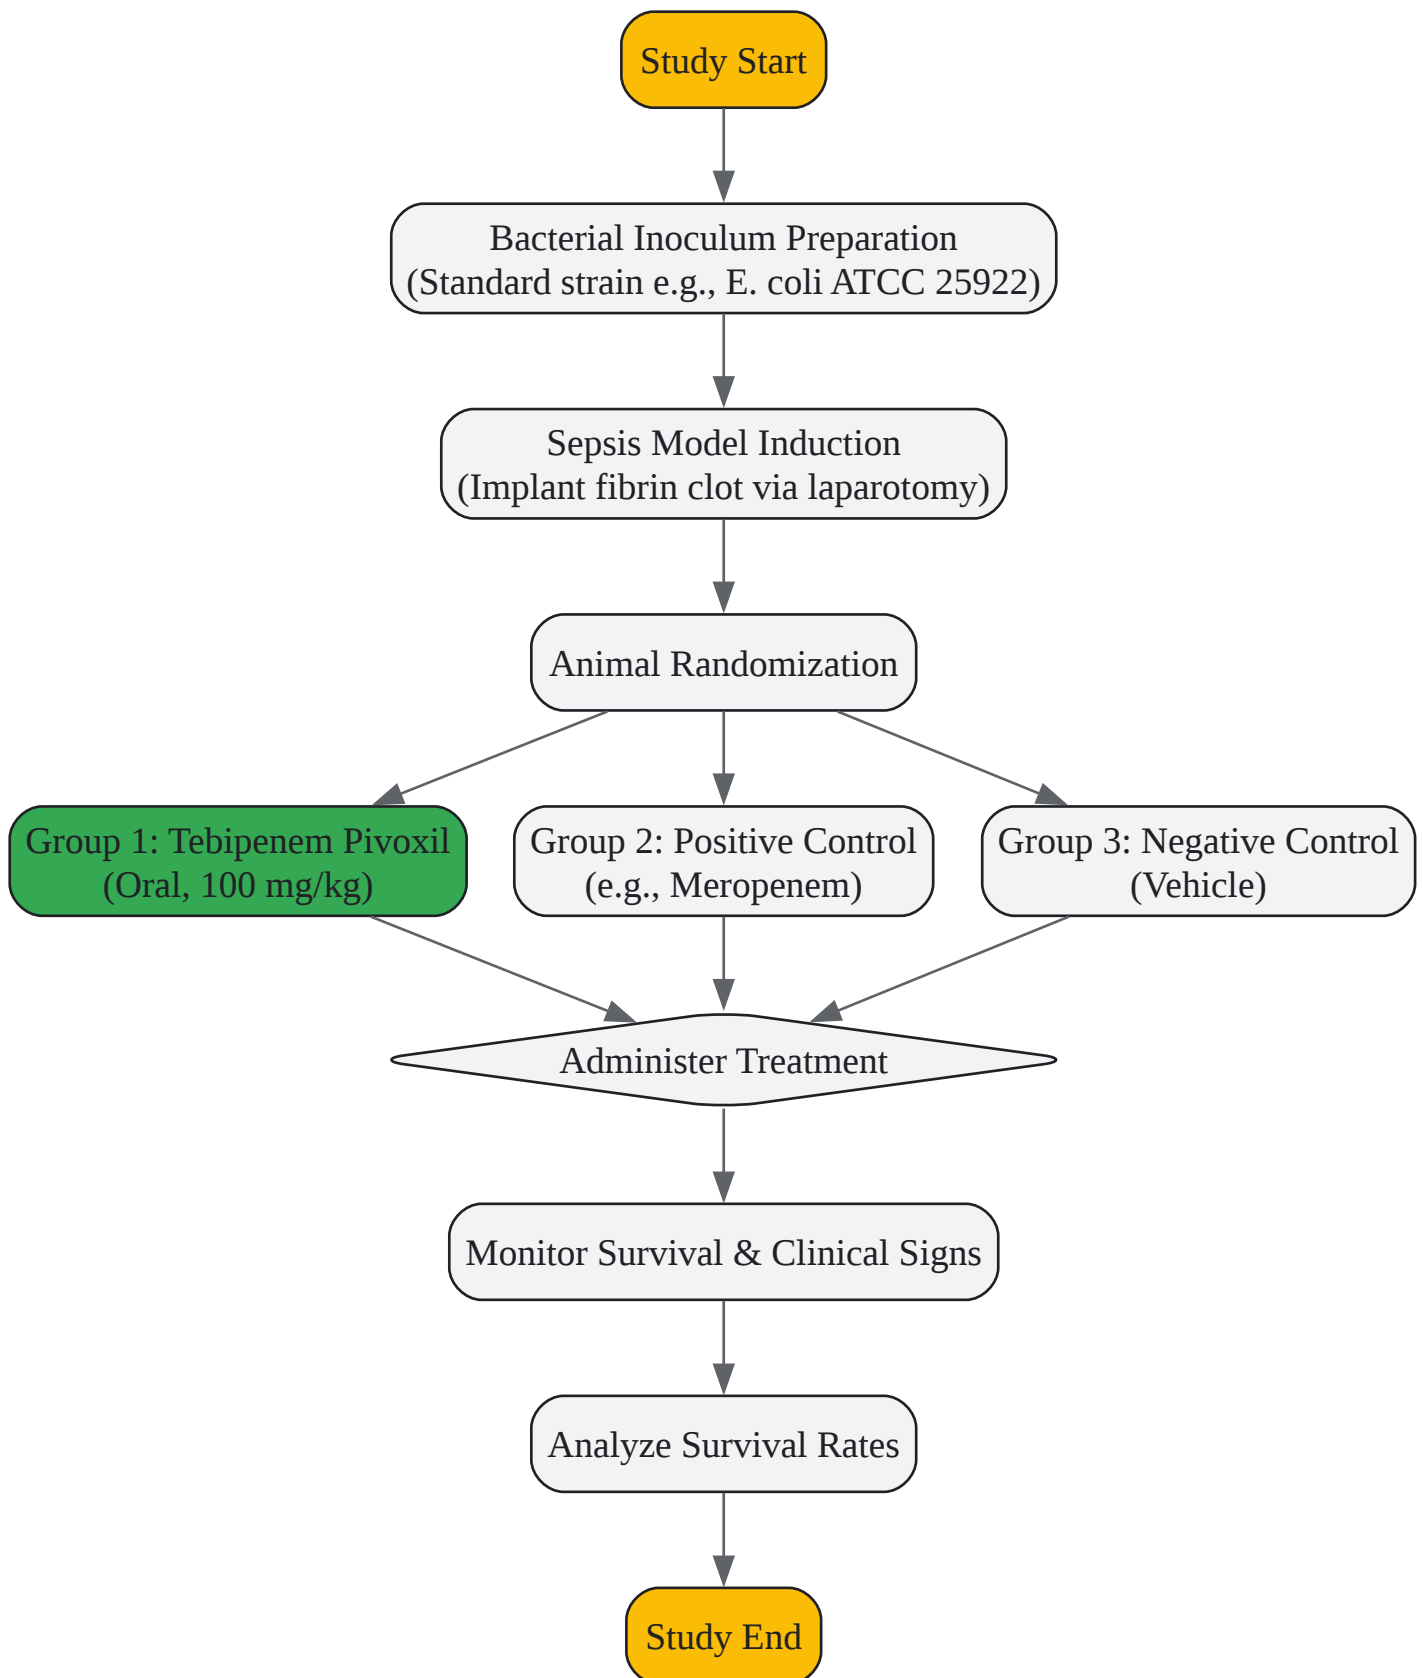 Study Start
Bacterial Inoculum Preparation
(Standard strain e.g., E. coli ATCC 25922)
Sepsis Model Induction
(Implant fibrin clot via laparotomy)
Animal Randomization
Group 1: Tebipenem Pivoxil
(Oral, 100 mg/kg)
Group 2: Positive Control
(e.g., Meropenem)
Group 3: Negative Control
(Vehicle)
Administer Treatment
Monitor Survival & Clinical Signs
Analyze Survival Rates
Study End